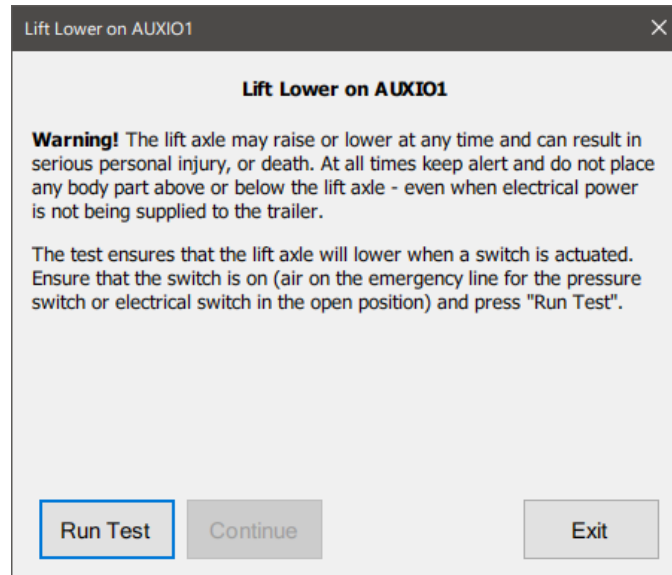 Lift Lower on AUXIO1
Lift Lower on AUXIO1
Warning! The lift axle may raise or lower at any time and can result in
serious personal injury, or death. At all times keep alert and do not place
any body part above or below the lift axle - even when electrical power
is not being supplied to the trailer.
The test ensures that the lift axle will lower when a switch is actuated.
Ensure that the switch is on (air on the emergency line for the pressure
switch or electrical switch in the open position) and press "Run Test".
Run Test
Continue
Exit